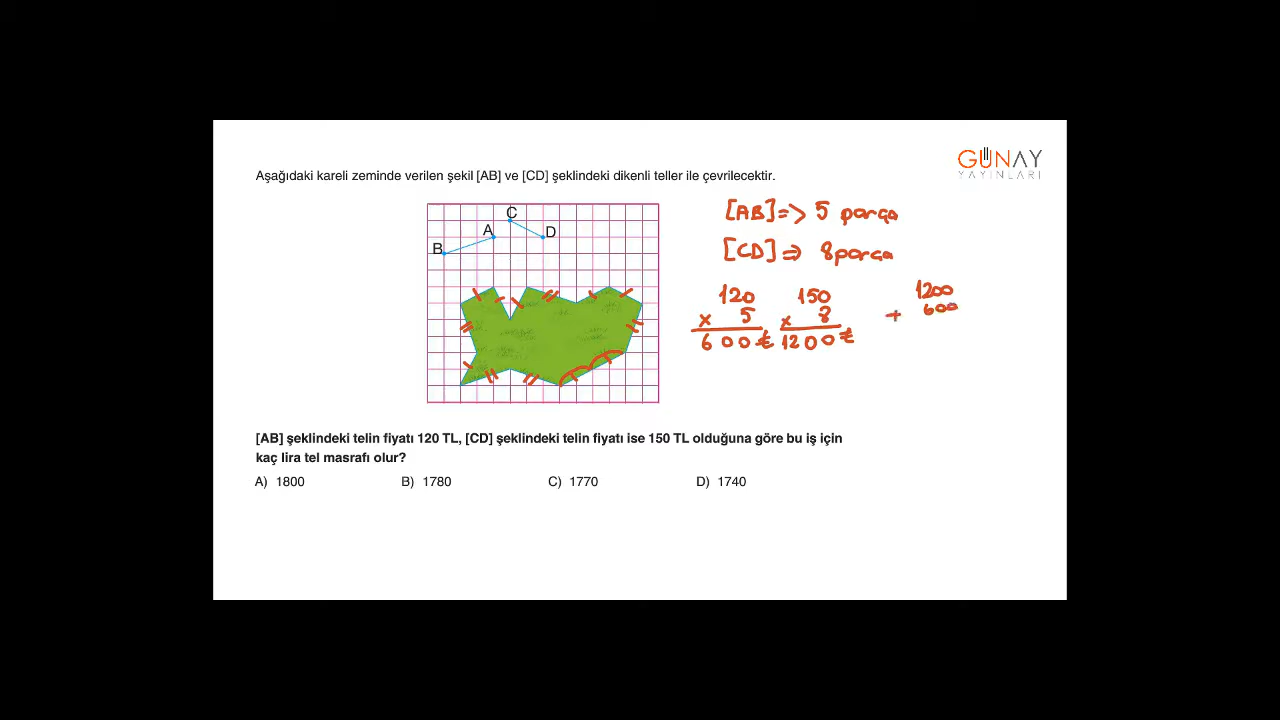 GÜNAY
YAYINLARI
Aşağıdaki kareli zeminde verilen şekil [AB] ve [CD] şeklindeki dikenli teller ile çevrilecektir.
C
A
D
B
[AB] => 5 parça
[CD] => 8 parça
120
x 5
600₺
150
x 8
1200₺
1200
+ 600
[AB] şeklindeki telin fiyatı 120 TL, [CD] şeklindeki telin fiyatı ise 150 TL olduğuna göre bu iş için
kaç lira tel masrafı olur?
A) 1800 B) 1780 C) 1770 D) 1740